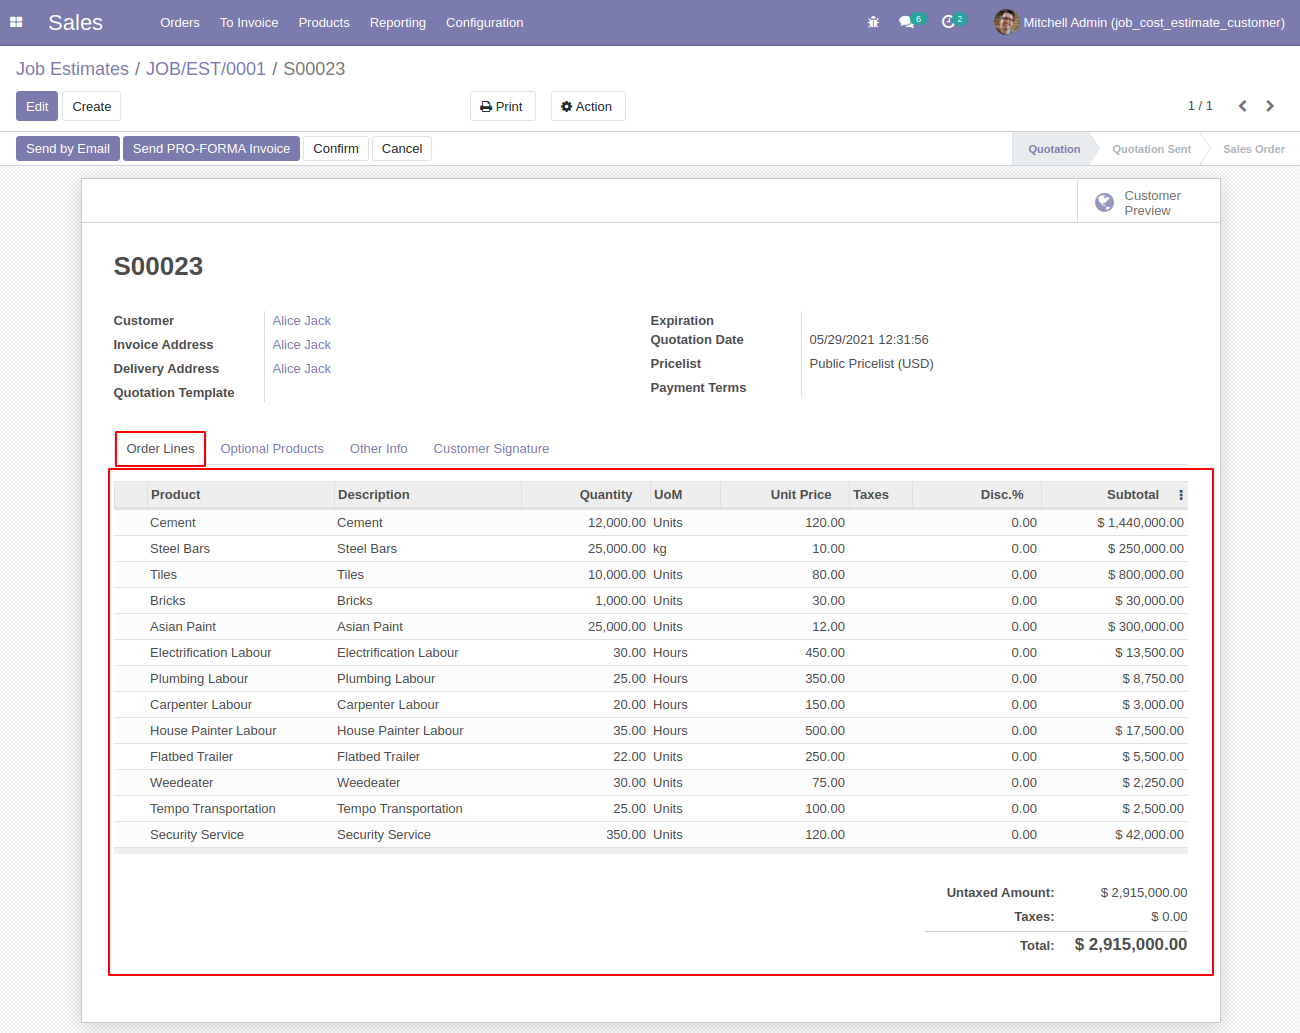 Sales Orders To Invoice Products Reporting Configuration 6 2 Mitchell Admin (job_cost_estimate_customer)
Job Estimates / JOB/EST/0001 / S00023
Edit Create Print Action 1 / 1
Send by Email Send PRO-FORMA Invoice Confirm Cancel Quotation Quotation Sent Sales Order
Customer
Preview
S00023
Customer Alice Jack Expiration
Invoice Address Alice Jack Quotation Date 05/29/2021 12:31:56
Delivery Address Alice Jack Pricelist Public Pricelist (USD)
Quotation Template Payment Terms
Order Lines Optional Products Other Info Customer Signature
Product Description Quantity UoM Unit Price Taxes Disc.% Subtotal
Cement Cement 12,000.00 Units 120.00 0.00 $ 1,440,000.00
Steel Bars Steel Bars 25,000.00 kg 10.00 0.00 $ 250,000.00
Tiles Tiles 10,000.00 Units 80.00 0.00 $ 800,000.00
Bricks Bricks 1,000.00 Units 30.00 0.00 $ 30,000.00
Asian Paint Asian Paint 25,000.00 Units 12.00 0.00 $ 300,000.00
Electrification Labour Electrification Labour 30.00 Hours 450.00 0.00 $ 13,500.00
Plumbing Labour Plumbing Labour 25.00 Hours 350.00 0.00 $ 8,750.00
Carpenter Labour Carpenter Labour 20.00 Hours 150.00 0.00 $ 3,000.00
House Painter Labour House Painter Labour 35.00 Hours 500.00 0.00 $ 17,500.00
Flatbed Trailer Flatbed Trailer 22.00 Units 250.00 0.00 $ 5,500.00
Weedeater Weedeater 30.00 Units 75.00 0.00 $ 2,250.00
Tempo Transportation Tempo Transportation 25.00 Units 100.00 0.00 $ 2,500.00
Security Service Security Service 350.00 Units 120.00 0.00 $ 42,000.00
Untaxed Amount: $ 2,915,000.00
Taxes: $ 0.00
Total: $ 2,915,000.00